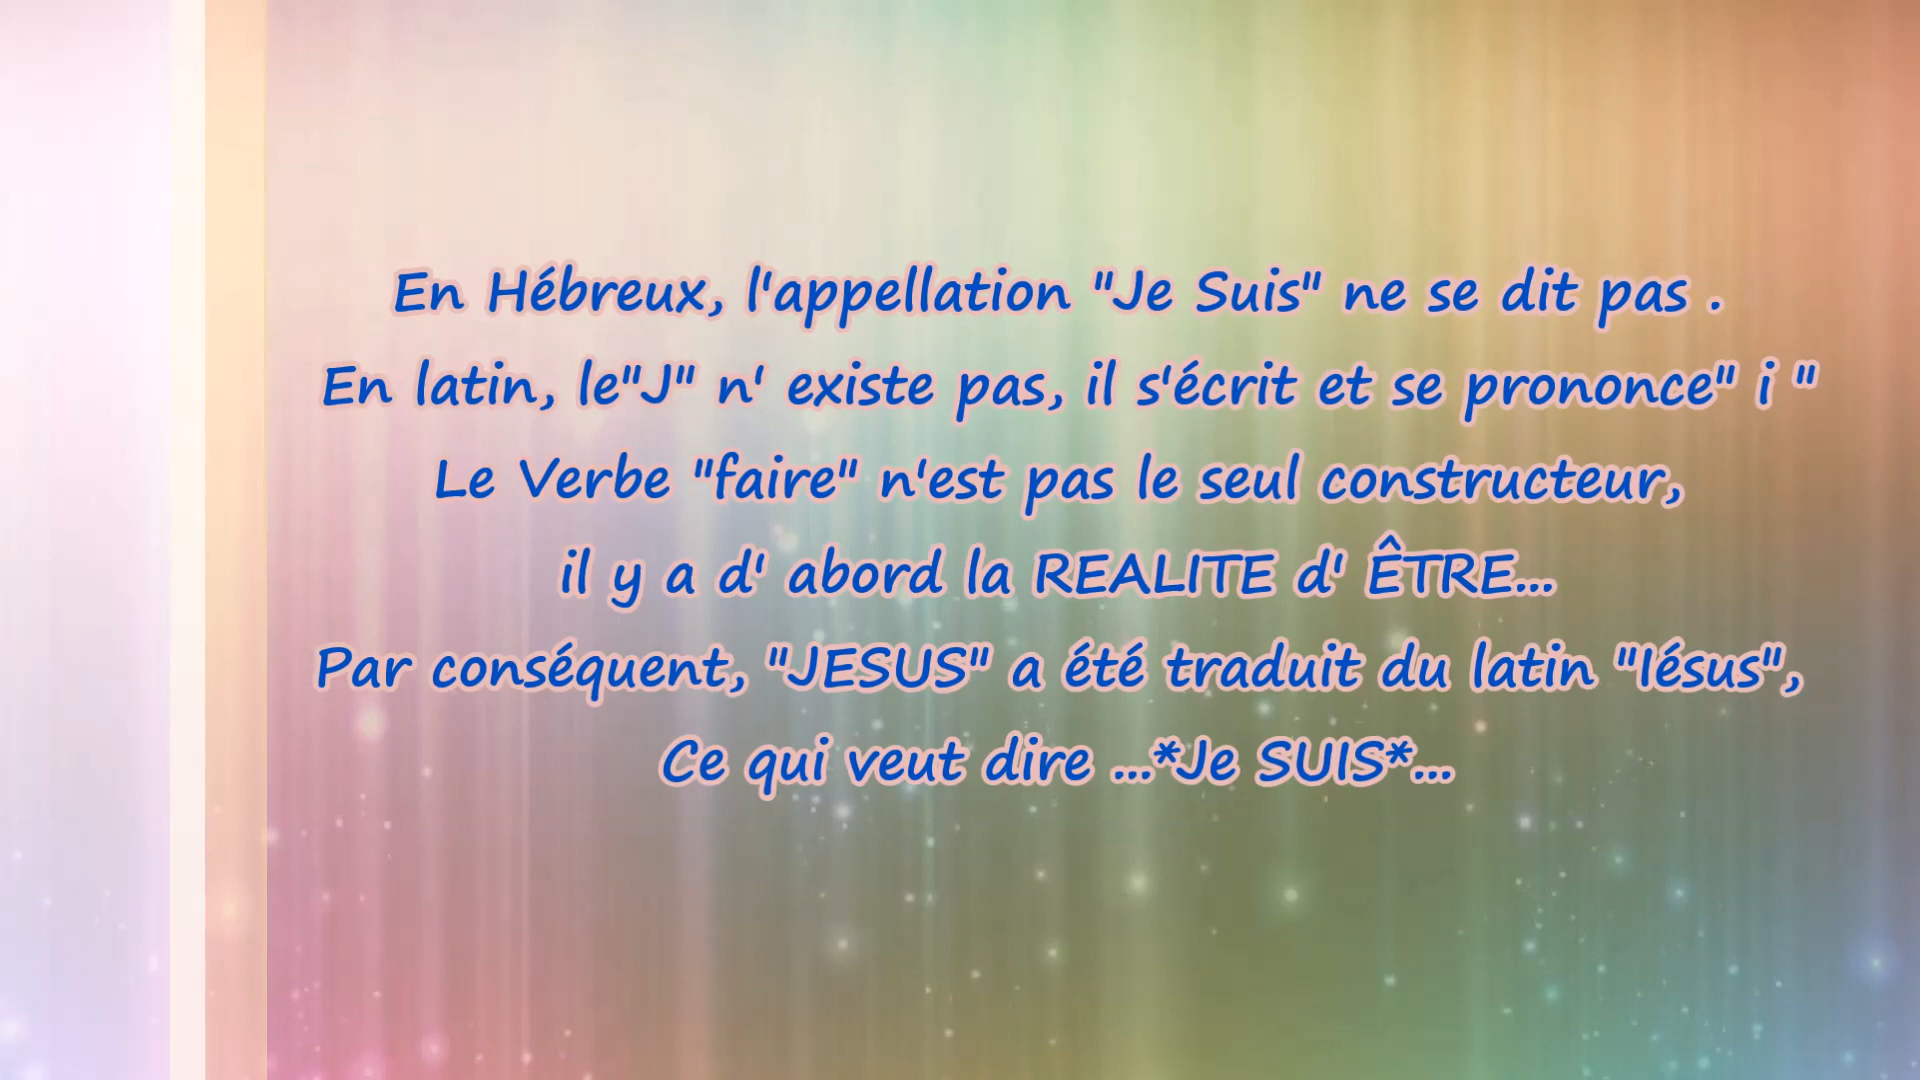 En Hébreux, l'appellation "Je Suis" ne se dit pas .
En latin, le"J" n' existe pas, il s'écrit et se prononce" i "
Le Verbe "faire" n'est pas le seul constructeur,
il y a d' abord la REALITE d' ÊTRE...
Par conséquent, "JESUS" a été traduit du latin "Iésus",
Ce qui veut dire ...*Je SUIS*...